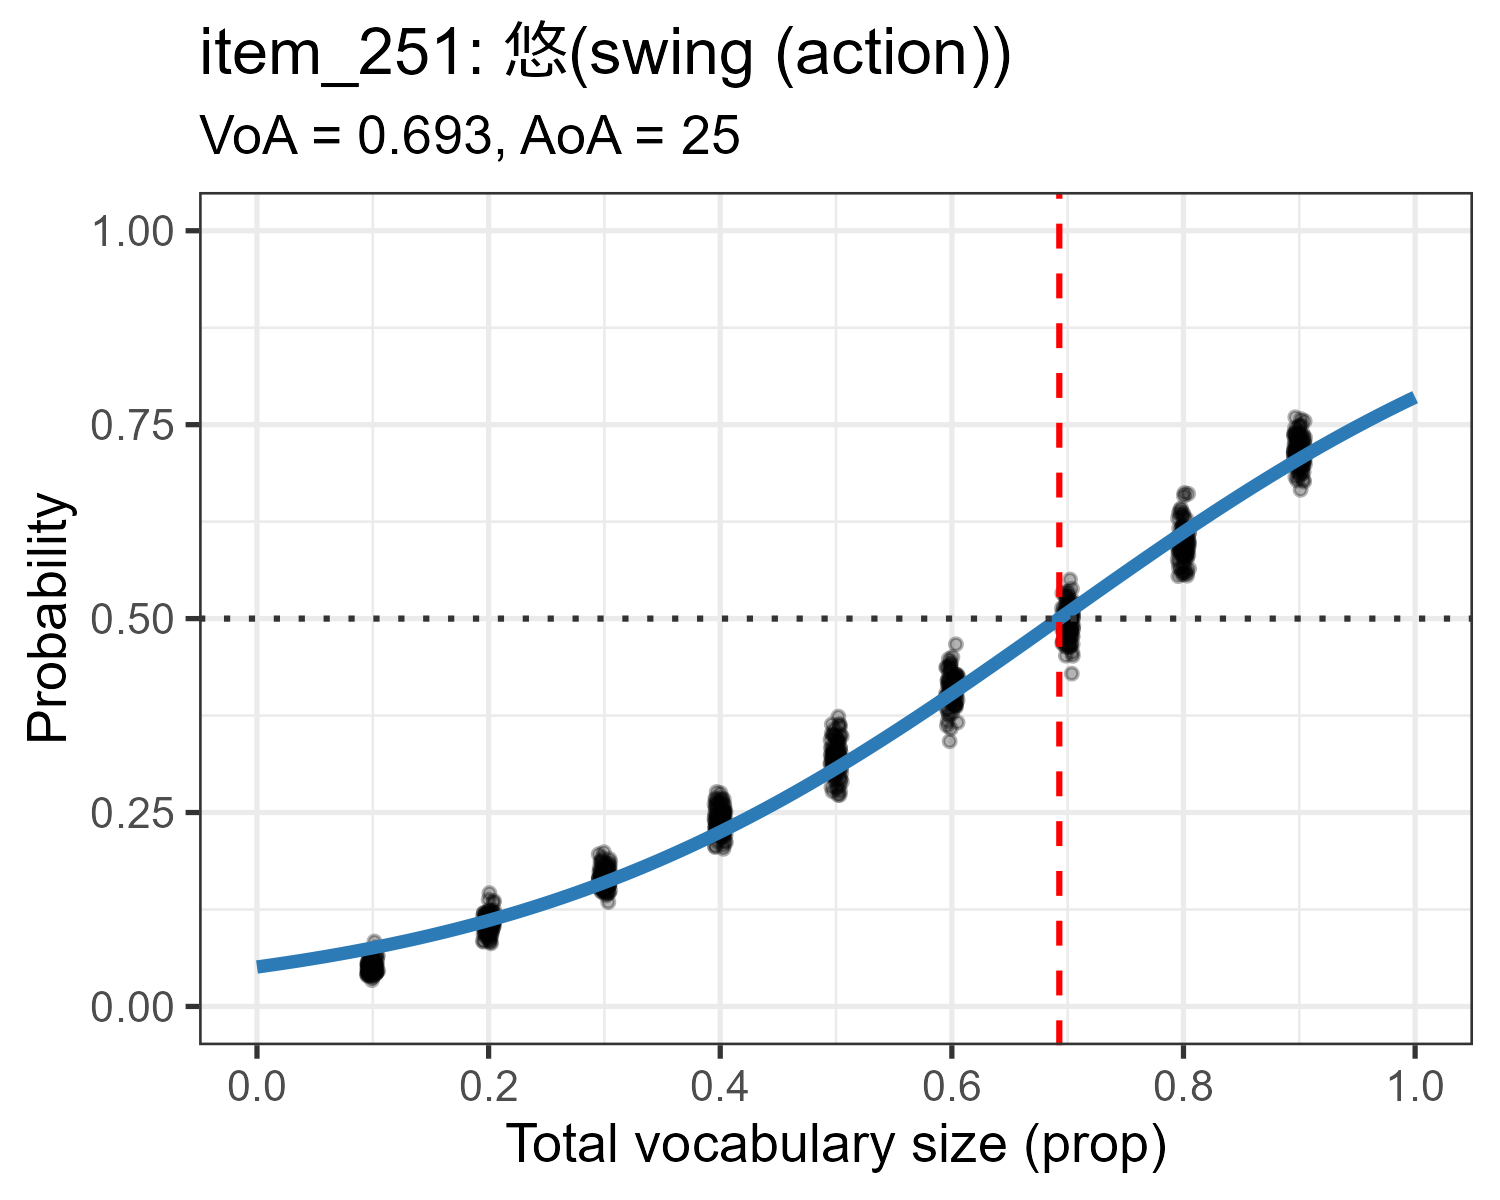 item_251: 悠(swing (action))
VoA = 0.693, AoA = 25
1.00
0.75
0.50
0.25
0.00
Probability
0.0 0.2 0.4 0.6 0.8 1.0
Total vocabulary size (prop)